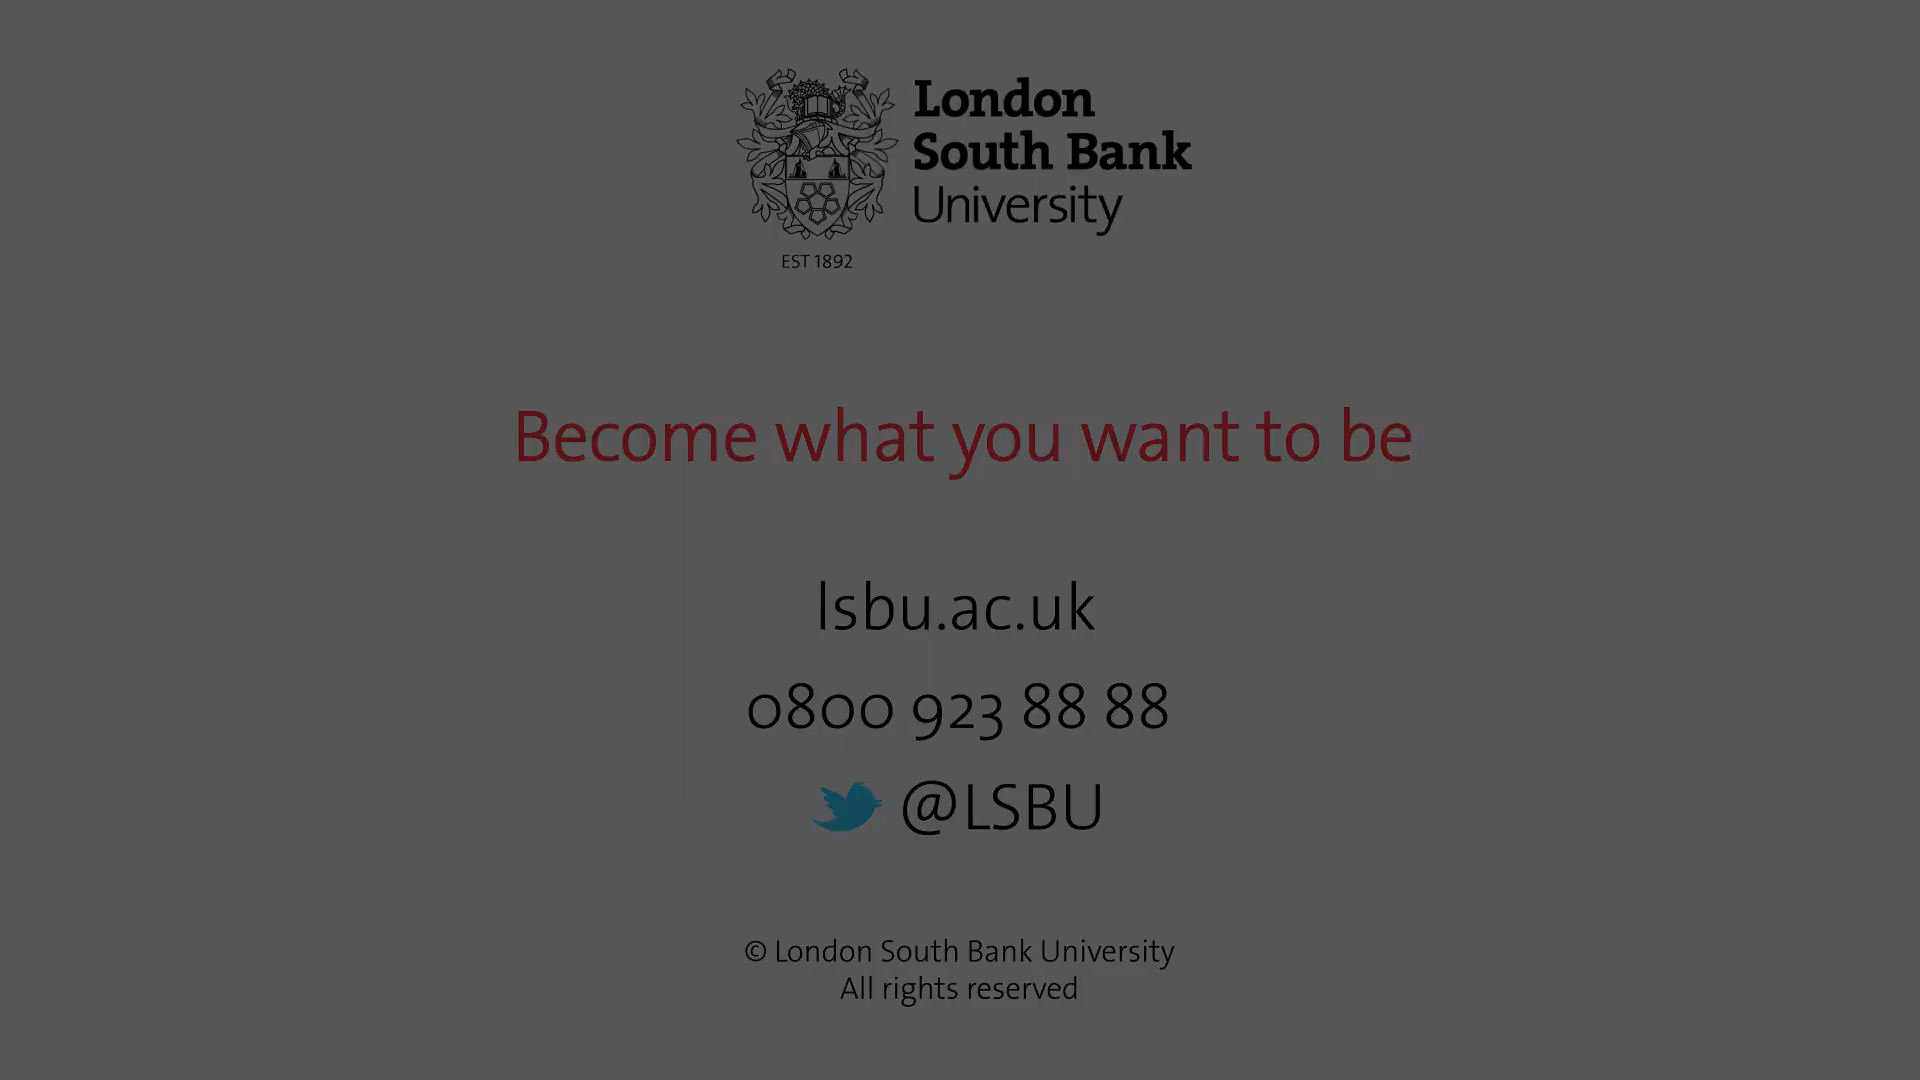 London
South Bank
University
EST 1892
Become what you want to be
lsbu.ac.uk
0800 923 88 88
@LSBU
© London South Bank University
All rights reserved